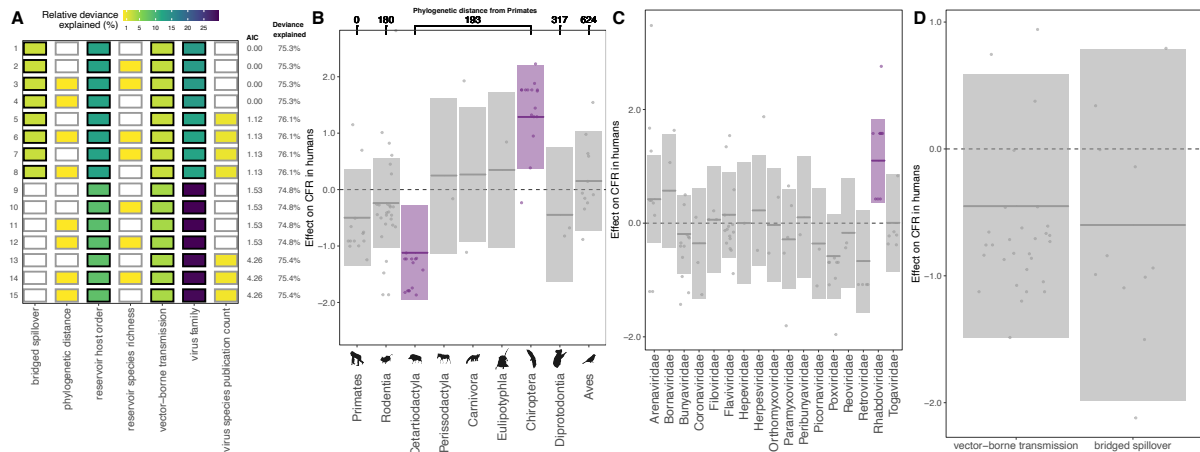 A
Relative deviance
explained (%)
1 5 10 15 20 25
AIC
Deviance
explained
1 0.00 75.3%
2 0.00 75.3%
3 0.00 75.3%
4 0.00 75.3%
5 1.12 76.1%
6 1.13 76.1%
7 1.13 76.1%
8 1.13 76.1%
9 1.53 74.8%
10 1.53 74.8%
11 1.53 74.8%
12 1.53 74.8%
13 4.26 75.4%
14 4.26 75.4%
15 4.26 75.4%
bridged spillover
phylogenetic distance
reservoir host order
reservoir species richness
vector−borne transmission
virus family
virus species publication count
B
Phylogenetic distance from Primates
0 180 193 317 624
Effect on CFR in humans
2.0
1.0
0.0
−1.0
−2.0
Primates
Rodentia
Cetartiodactyla
Perissodactyla
Carnivora
Eulipotyphla
Chiroptera
Diprotodontia
Aves
C
Effect on CFR in humans
2.0
0.0
−2.0
Arenaviridae
Bornaviridae
Bunyaviridae
Coronaviridae
Filoviridae
Flaviviridae
Hepeviridae
Herpesviridae
Orthomyxoviridae
Paramyxoviridae
Peribunyaviridae
Picornaviridae
Poxviridae
Reoviridae
Retroviridae
Rhabdoviridae
Togaviridae
D
Effect on CFR in humans
1.0
0.0
−1.0
−2.0
vector−borne transmission
bridged spillover